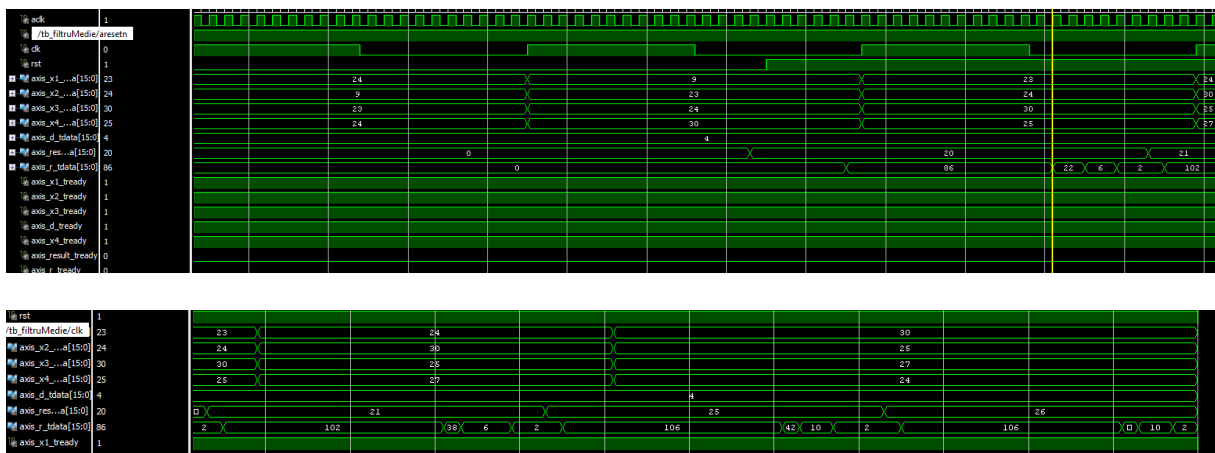 aclk 1
/tb_filtruMedie/aresetn
clk 0
rst 1
axis_x1_...a[15:0] 23 24 9 23 24
axis_x2_...a[15:0] 24 9 23 24 30
axis_x3_...a[15:0] 30 23 24 30 25
axis_x4_...a[15:0] 25 24 30 25 27
axis_d_tdata[15:0] 4 4
axis_res...a[15:0] 20 0 20 21
axis_r_tdata[15:0] 86 0 86 22 6 2 102
axis_x1_tready 1
axis_x2_tready 1
axis_x3_tready 1
axis_d_tready 1
axis_x4_tready 1
axis_result_tready 0
axis_r_tready 0
rst 1
/tb_filtruMedie/clk 23 23 24 30
axis_x2_...a[15:0] 24 24 30 25
axis_x3_...a[15:0] 30 30 25 27
axis_x4_...a[15:0] 25 25 27 24
axis_d_tdata[15:0] 4 4
axis_res...a[15:0] 20 21 25 26
axis_r_tdata[15:0] 86 2 102 38 6 2 106 42 10 2 106 10 2
axis_x1_tready 1